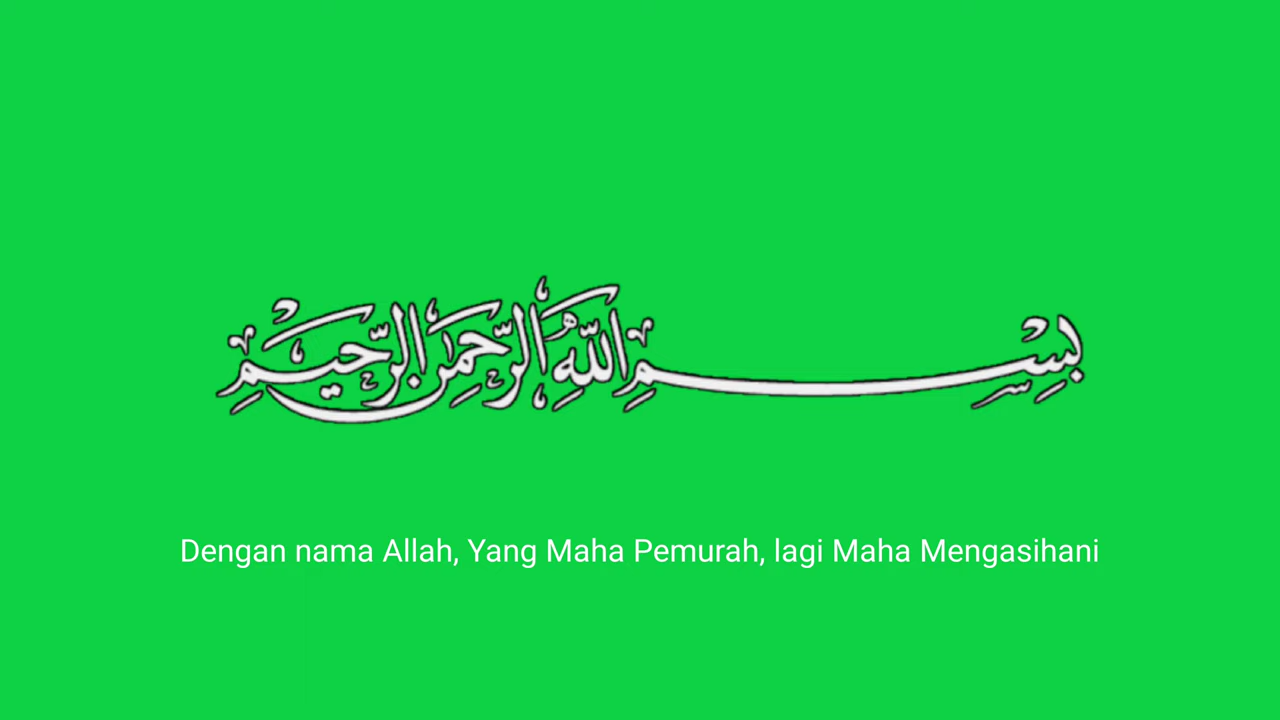 بِسْمِ اللّٰهِ الرَّحْمٰنِ الرَّحِيْمِ
Dengan nama Allah, Yang Maha Pemurah, lagi Maha Mengasihani